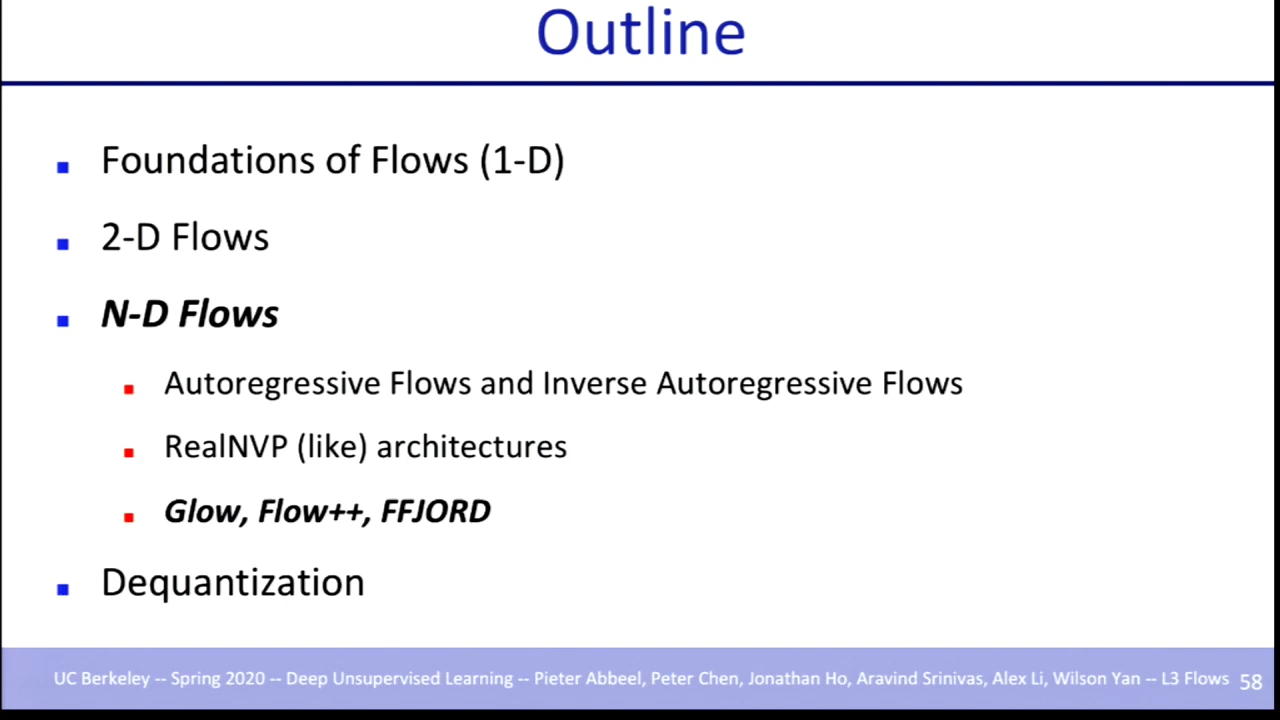 Outline
Foundations of Flows (1-D)
2-D Flows
N-D Flows
Autoregressive Flows and Inverse Autoregressive Flows
RealNVP (like) architectures
Glow, Flow++, FFJORD
Dequantization
UC Berkeley -- Spring 2020 -- Deep Unsupervised Learning -- Pieter Abbeel, Peter Chen, Jonathan Ho, Aravind Srinivas, Alex Li, Wilson Yan -- L3 Flows 58